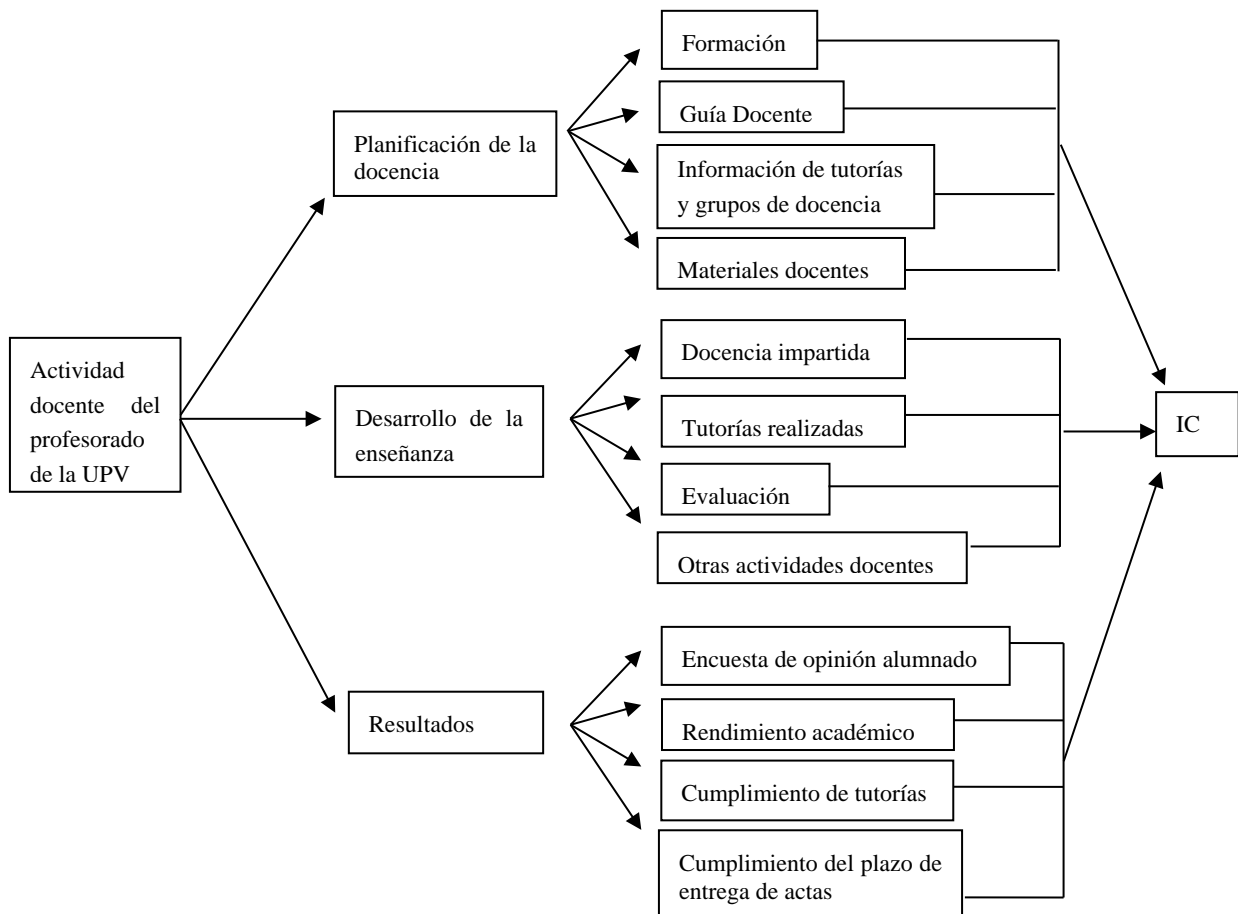 Actividad
docente del
profesorado
de la UPV
Planificación de la
docencia
Formación
Guía Docente
Información de tutorías
y grupos de docencia
Materiales docentes
Desarrollo de la
enseñanza
Docencia impartida
Tutorías realizadas
Evaluación
Otras actividades docentes
Resultados
Encuesta de opinión alumnado
Rendimiento académico
Cumplimiento de tutorías
Cumplimiento del plazo de
entrega de actas
IC